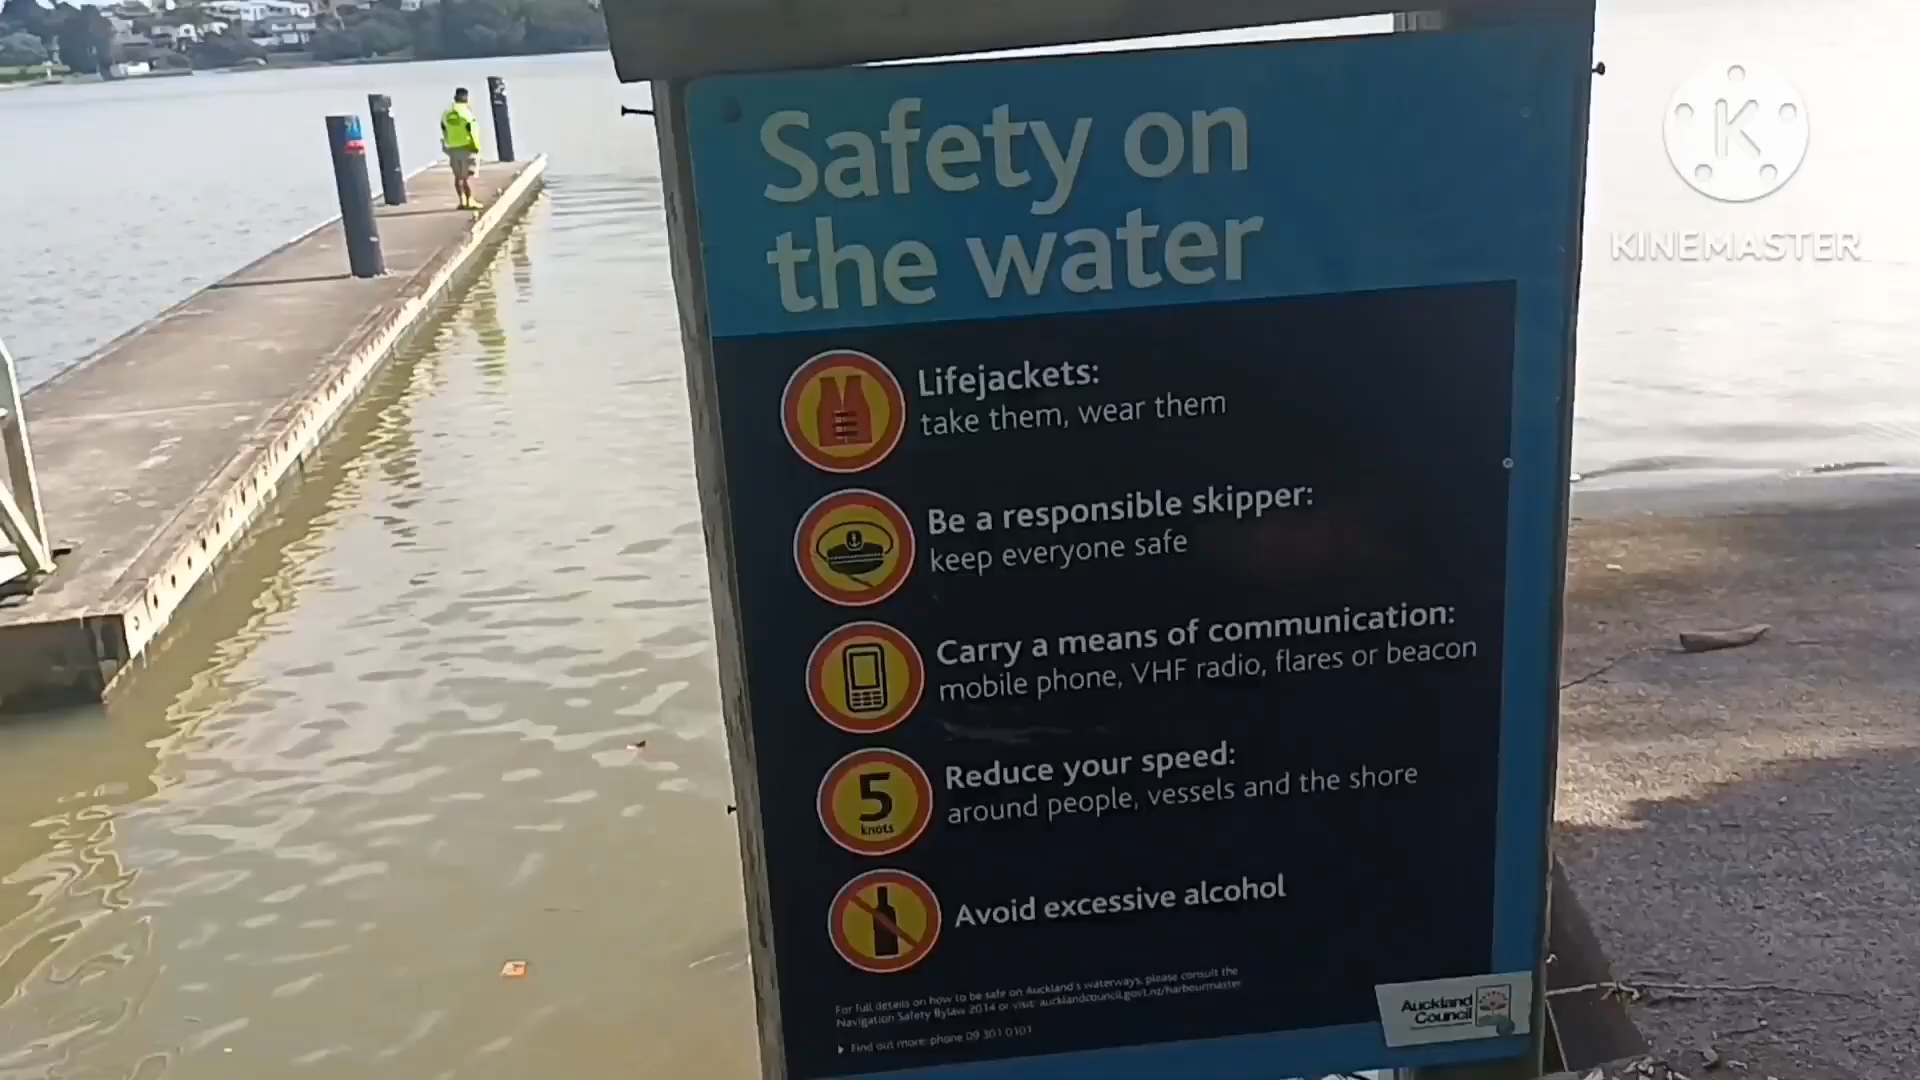 Safety on
the water
Lifejackets:
take them, wear them
Be a responsible skipper:
keep everyone safe
Carry a means of communication:
mobile phone, VHF radio, flares or beacon
5
knots
Reduce your speed:
around people, vessels and the shore
Avoid excessive alcohol
For full details on how to be safe on Auckland's waterways, please consult the
Navigation Safety Bylaw 2014 or visit: aucklandcouncil.govt.nz/harbourmaster
Find out more: phone 09 301 0101
Auckland
Council
K
KINEMASTER